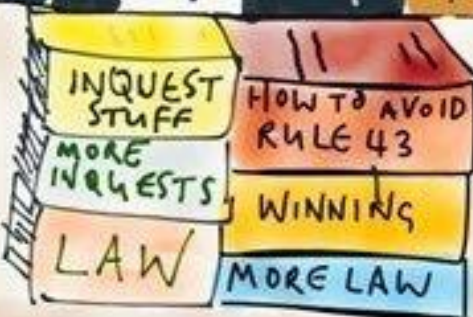 INQUEST
STUFF
MORE
INQUESTS
LAW
HOW TO AVOID
RULE 43
WINNING
MORE LAW